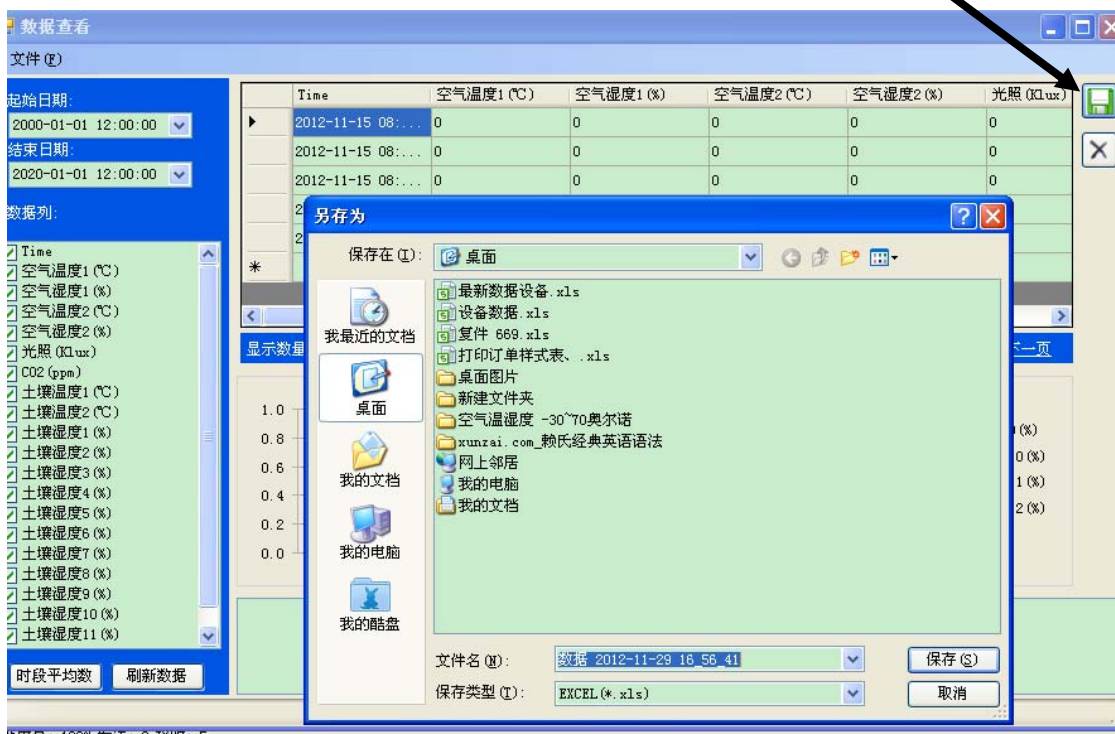 数据查看
文件(F)
起始日期:
2000-01-01 12:00:00
结束日期:
2020-01-01 12:00:00
数据列:
Time
空气温度1(℃)
空气湿度1(%)
空气温度2(℃)
空气湿度2(%)
光照(Klux)
CO2(ppm)
土壤温度1(℃)
土壤温度2(℃)
土壤湿度1(%)
土壤湿度2(%)
土壤湿度3(%)
土壤湿度4(%)
土壤湿度5(%)
土壤湿度6(%)
土壤湿度7(%)
土壤湿度8(%)
土壤湿度9(%)
土壤湿度10(%)
土壤湿度11(%)
时段平均数 刷新数据
Time 空气温度1(℃) 空气湿度1(%) 空气温度2(℃) 空气湿度2(%) 光照(Klux)
2012-11-15 08:... 0 0 0 0 0
2012-11-15 08:... 0 0 0 0 0
2012-11-15 08:... 0 0 0 0 0
2
2
*
显示数量
下一页
1.0
0.8
0.6
0.4
0.2
0.0
(%)
0(%)
1(%)
2(%)
另存为
保存在(I):
桌面
我最近的文档
桌面
我的文档
我的电脑
我的酷盘
最新数据设备.xls
设备数据.xls
复件 669.xls
打印订单样式表、.xls
桌面图片
新建文件夹
空气温湿度 -30~70奥尔诺
xunzai.com_赖氏经典英语语法
网上邻居
我的电脑
我的文档
文件名(N):
数据 2012-11-29 16_56_41
保存(S)
保存类型(T):
EXCEL(*.xls)
取消